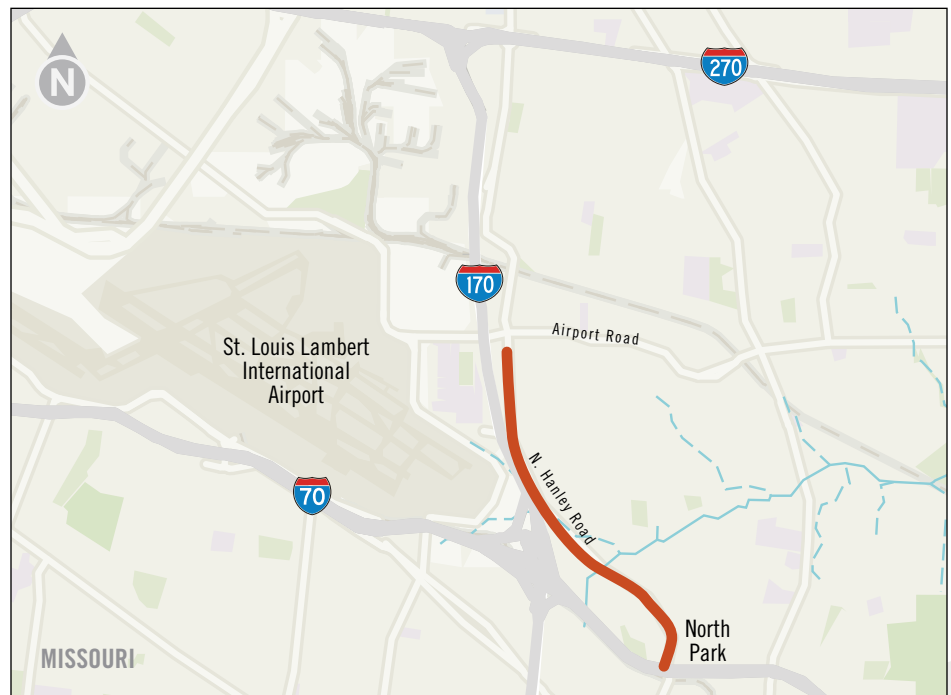 N
270
170
Airport Road
St. Louis Lambert
International
Airport
N. Hanley Road
70
North
Park
MISSOURI